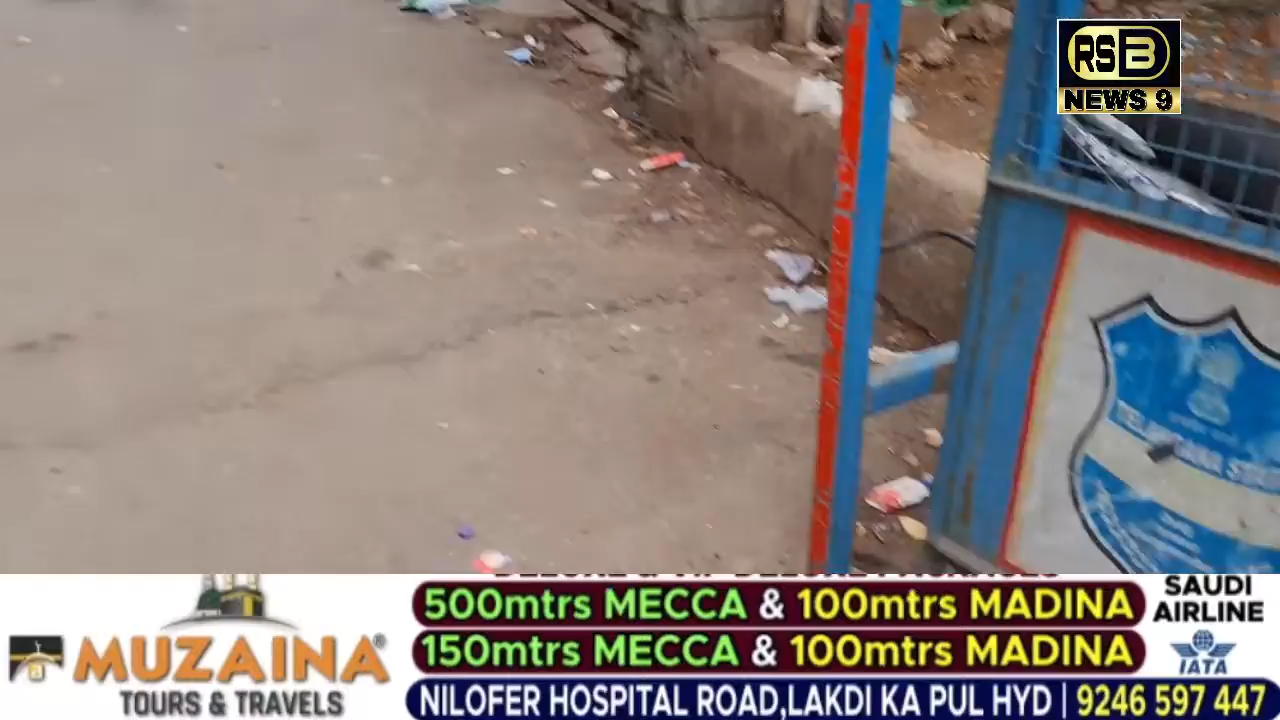 RSB
NEWS 9
500mtrs MECCA & 100mtrs MADINA
150mtrs MECCA & 100mtrs MADINA
NILOFER HOSPITAL ROAD,LAKDI KA PUL HYD | 9246 597 447
MUZAINA®
TOURS & TRAVELS
SAUDI
AIRLINE
IATA